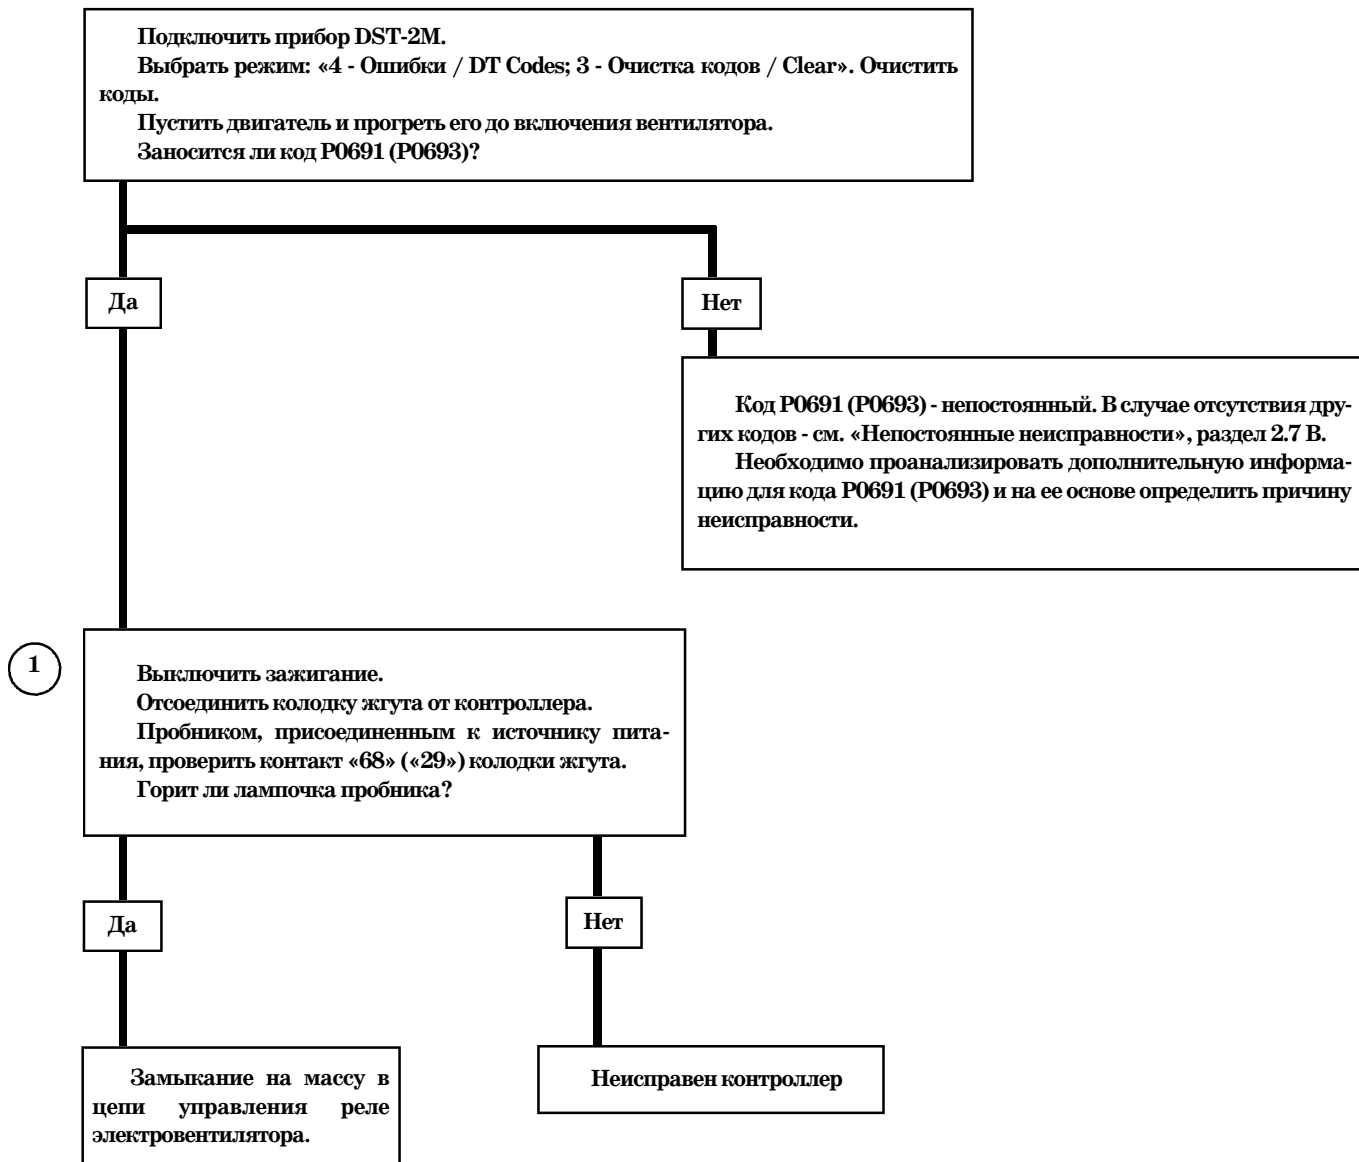 Подключить прибор DST-2M.
Выбрать режим: «4 - Ошибки / DT Codes; 3 - Очистка кодов / Clear». Очистить
коды.
Пустить двигатель и прогреть его до включения вентилятора.
Заносится ли код P0691 (P0693)?
Да
Нет
Код P0691 (P0693) - непостоянный. В случае отсутствия дру-
гих кодов - см. «Непостоянные неисправности», раздел 2.7 В.
Необходимо проанализировать дополнительную информа-
цию для кода P0691 (P0693) и на ее основе определить причину
неисправности.
1
Выключить зажигание.
Отсоединить колодку жгута от контроллера.
Пробником, присоединенным к источнику пита-
ния, проверить контакт «68» («29») колодки жгута.
Горит ли лампочка пробника?
Да
Нет
Замыкание на массу в
цепи управления реле
электровентилятора.
Неисправен контроллер